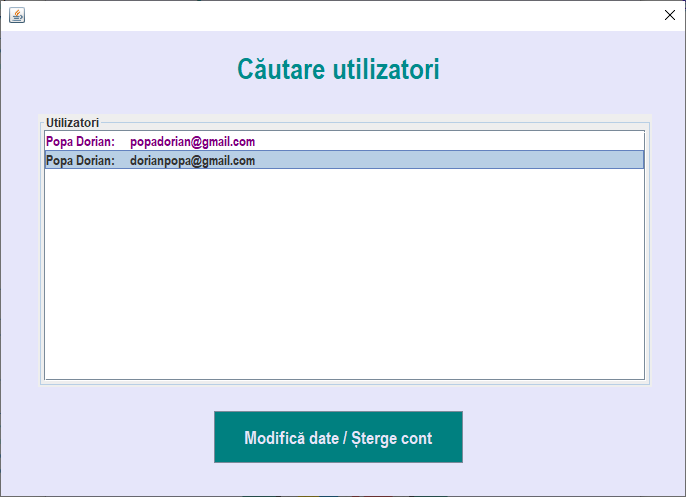 Căutare utilizatori
Utilizatori
Popa Dorian: popadorian@gmail.com
Popa Dorian: dorianpopa@gmail.com
Modifică date / Șterge cont